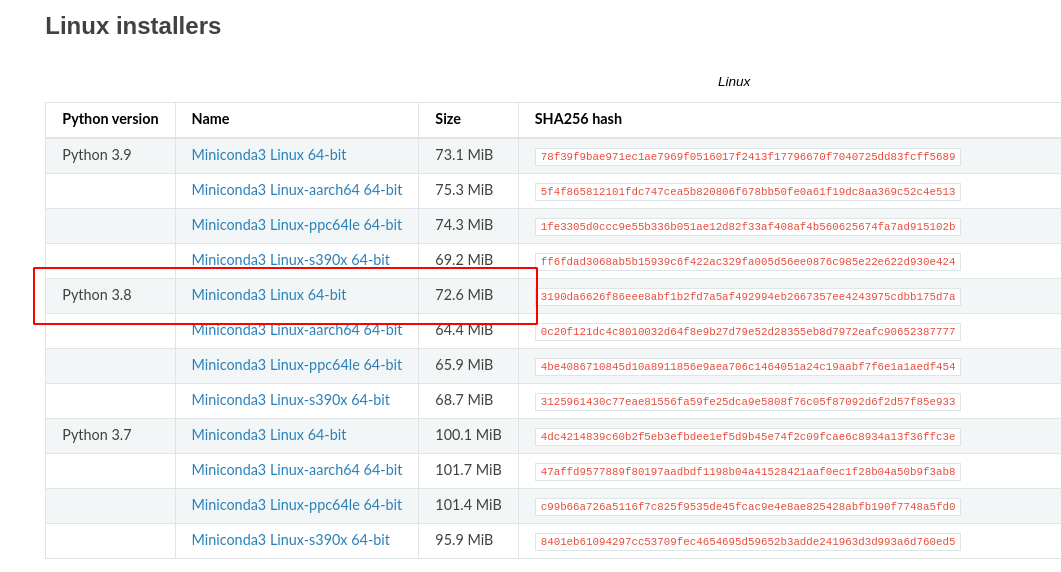 Linux installers
Linux
Python version Name Size SHA256 hash
Python 3.9 Miniconda3 Linux 64-bit 73.1 MiB 78f39f9bae971ec1ae7969f0516017f2413f17796670f7040725dd83fcff5689
Miniconda3 Linux-aarch64 64-bit 75.3 MiB 5f4f865812101fdc747cea5b820806f678bb50fe0a61f19dc8aa369c52c4e513
Miniconda3 Linux-ppc64le 64-bit 74.3 MiB 1fe3305d0ccc9e55b336b051ae12d82f33af408af4b560625674fa7ad915102b
Miniconda3 Linux-s390x 64-bit 69.2 MiB ff6fdad3068ab5b15939c6f422ac329fa005d56ee0876c985e22e622d930e424
Python 3.8 Miniconda3 Linux 64-bit 72.6 MiB 3190da6626f86eee8abf1b2fd7a5af492994eb2667357ee4243975cdbb175d7a
Miniconda3 Linux-aarch64 64-bit 64.4 MiB 0c20f121dc4c8010032d64f8e9b27d79e52d28355eb8d7972eafc90652387777
Miniconda3 Linux-ppc64le 64-bit 65.9 MiB 4be4086710845d10a8911856e9aea706c1464051a24c19aabf7f6e1a1aedf454
Miniconda3 Linux-s390x 64-bit 68.7 MiB 3125961430c77eae81556fa59fe25dca9e5808f76c05f87092d6f2d57f85e933
Python 3.7 Miniconda3 Linux 64-bit 100.1 MiB 4dc4214839c60b2f5eb3efbdee1ef5d9b45e74f2c09fcae6c8934a13f36ffc3e
Miniconda3 Linux-aarch64 64-bit 101.7 MiB 47affd9577889f80197aadbdf1198b04a41528421aaf0ec1f28b04a50b9f3ab8
Miniconda3 Linux-ppc64le 64-bit 101.4 MiB c99b66a726a5116f7c825f9535de45fcac9e4e8ae825428abfb190f7748a5fd0
Miniconda3 Linux-s390x 64-bit 95.9 MiB 8401eb61094297cc53709fec4654695d59652b3adde241963d3d993a6d760ed5